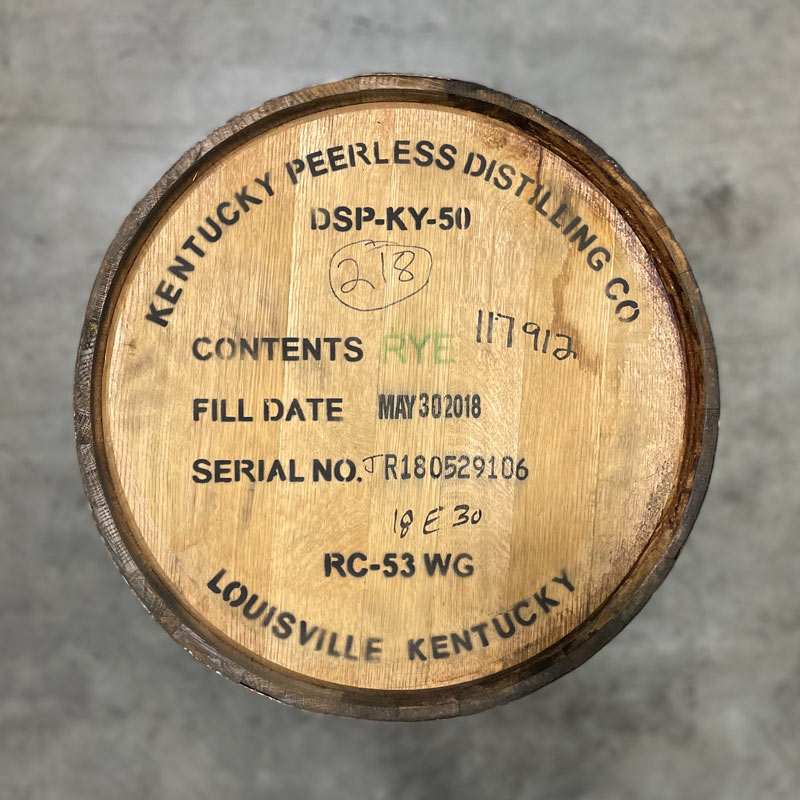 KENTUCKY PEERLESS DISTILLING CO
DSP-KY-50
218
CONTENTS RYE 117912
FILL DATE MAY 30 2018
SERIAL NO. JR180529106
18 E 30
RC-53 WG
LOUISVILLE KENTUCKY